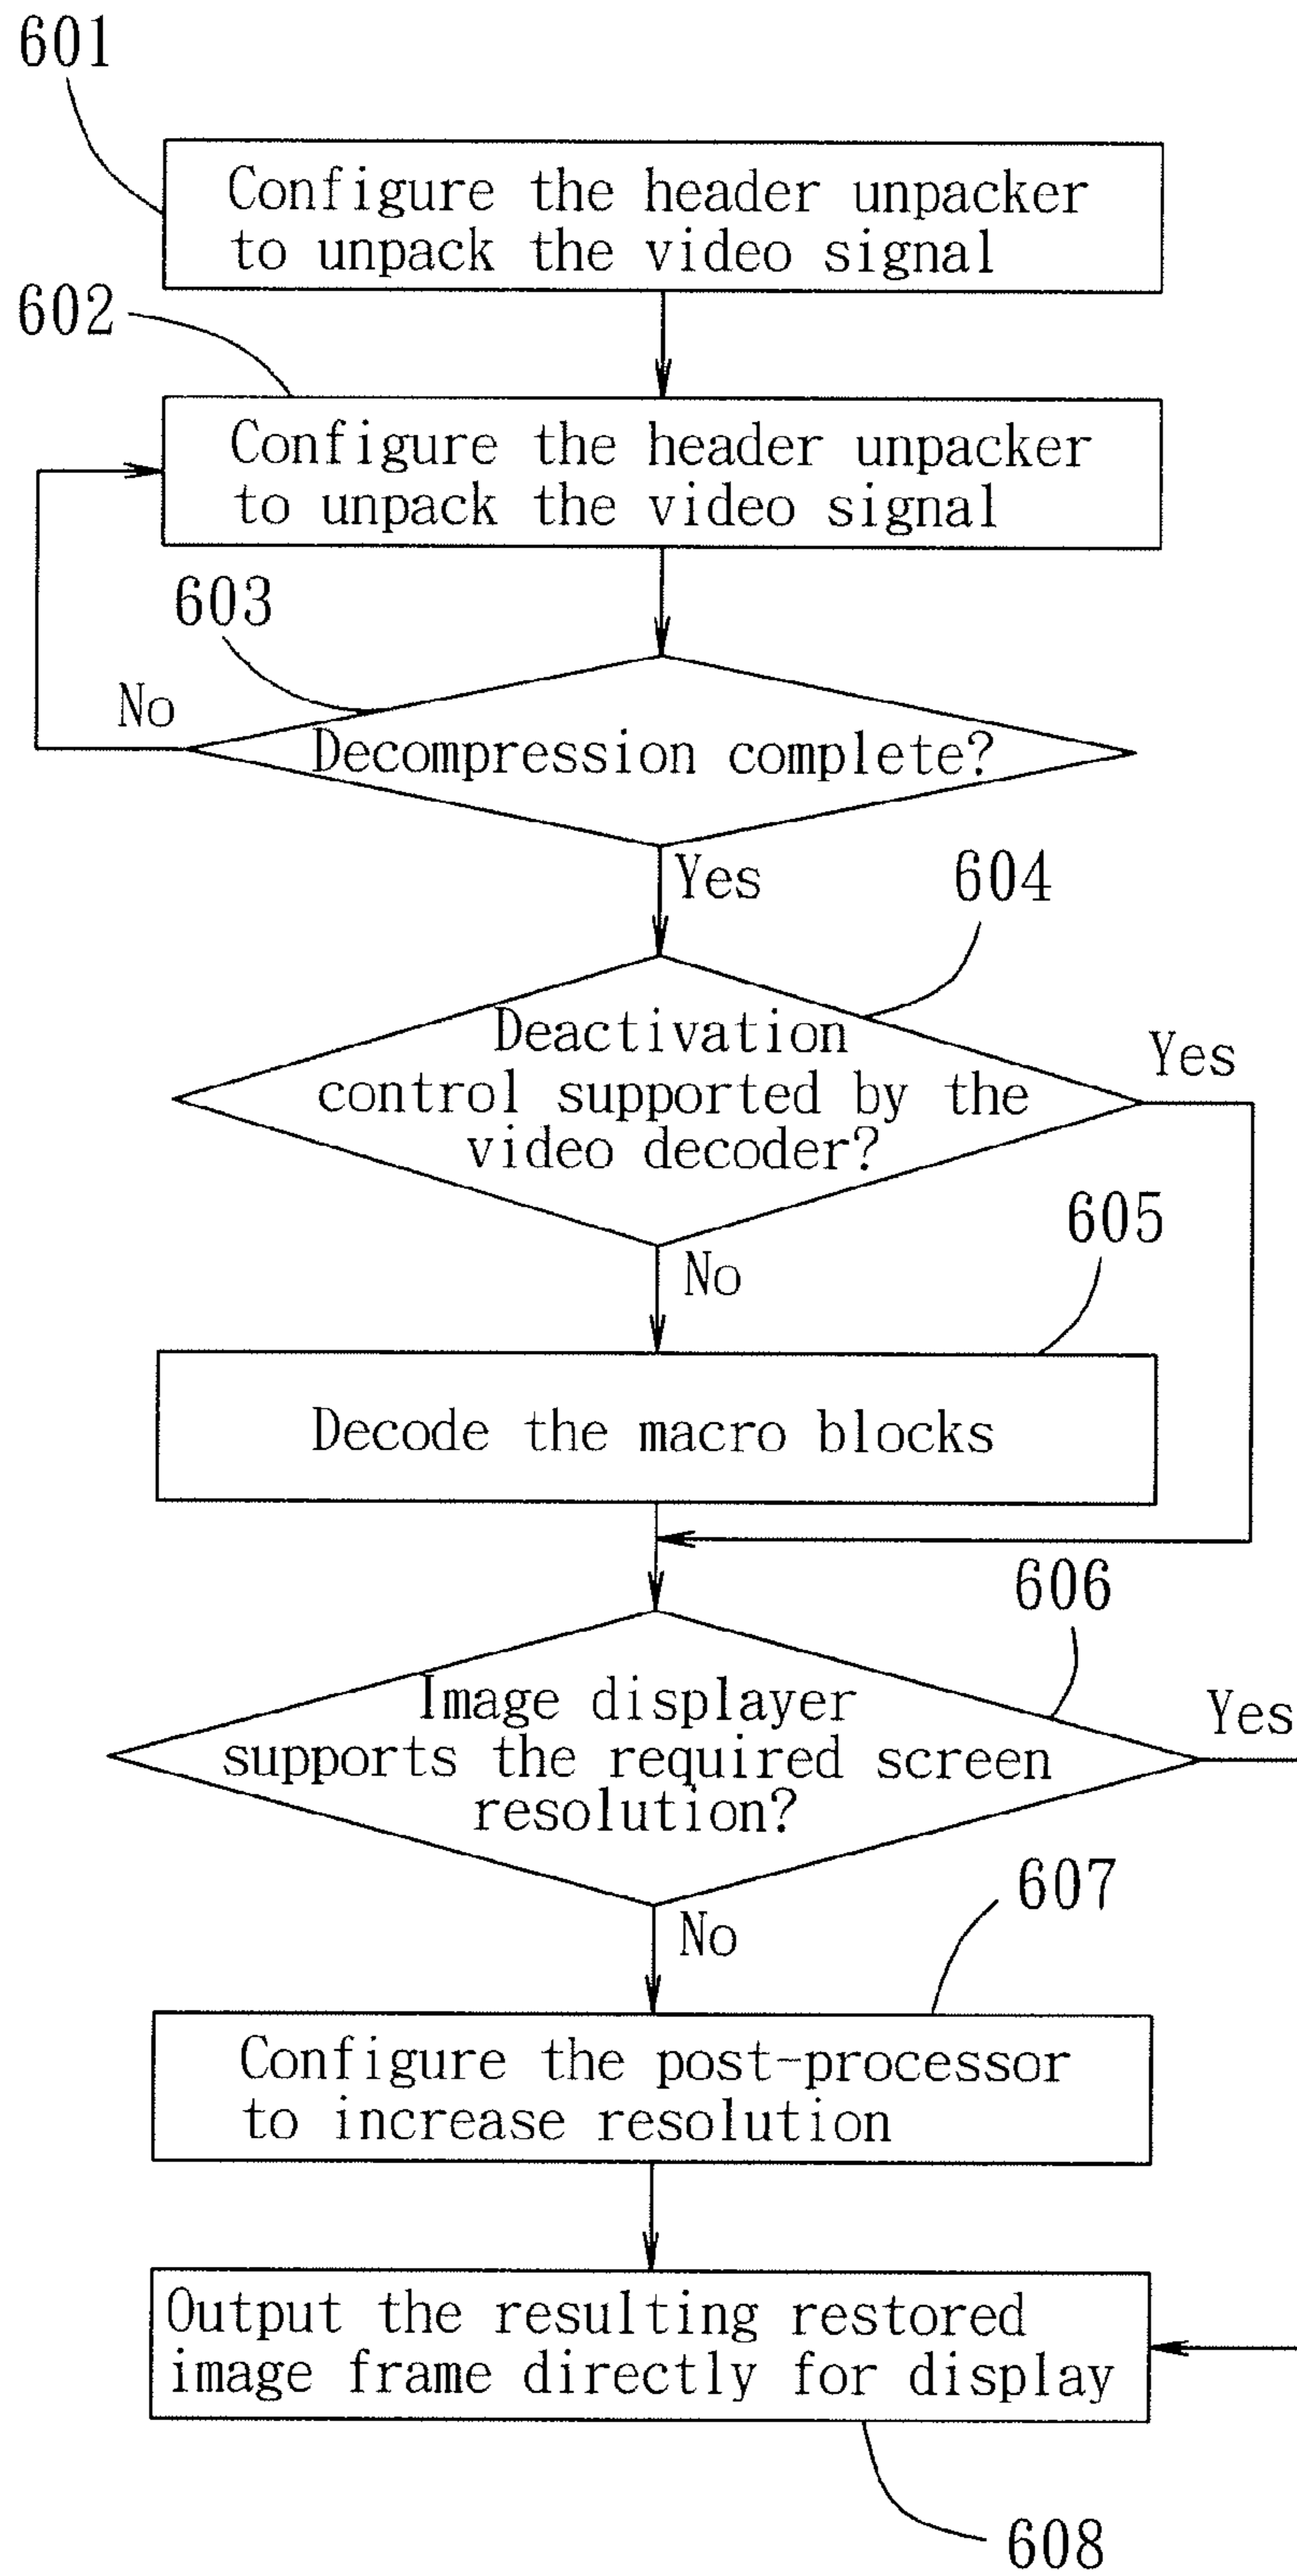 601
Configure the header unpacker
to unpack the video signal
602
Configure the header unpacker
to unpack the video signal
603
No
Decompression complete?
Yes
604
Deactivation
control supported by the
video decoder?
Yes
605
No
Decode the macro blocks
606
Image displayer
supports the required screen
resolution?
Yes
607
No
Configure the post-processor
to increase resolution
Output the resulting restored
image frame directly for display
608